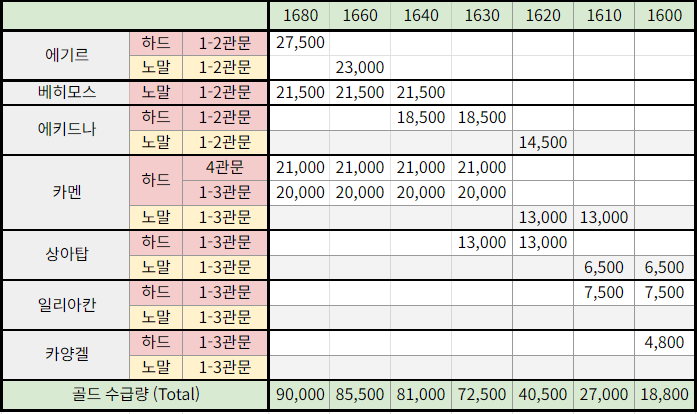 1680 1660 1640 1630 1620 1610 1600
에기르 하드 1-2관문 27,500
노말 1-2관문 23,000
베히모스 노말 1-2관문 21,500 21,500 21,500
에키드나 하드 1-2관문 18,500 18,500
노말 1-2관문 14,500
카멘 하드 4관문 21,000 21,000 21,000 21,000
1-3관문 20,000 20,000 20,000 20,000
노말 1-3관문 13,000 13,000
상아탑 하드 1-3관문 13,000 13,000
노말 1-3관문 6,500 6,500
일리아칸 하드 1-3관문 7,500 7,500
노말 1-3관문
카양겔 하드 1-3관문 4,800
노말 1-3관문
골드 수급량 (Total) 90,000 85,500 81,000 72,500 40,500 27,000 18,800